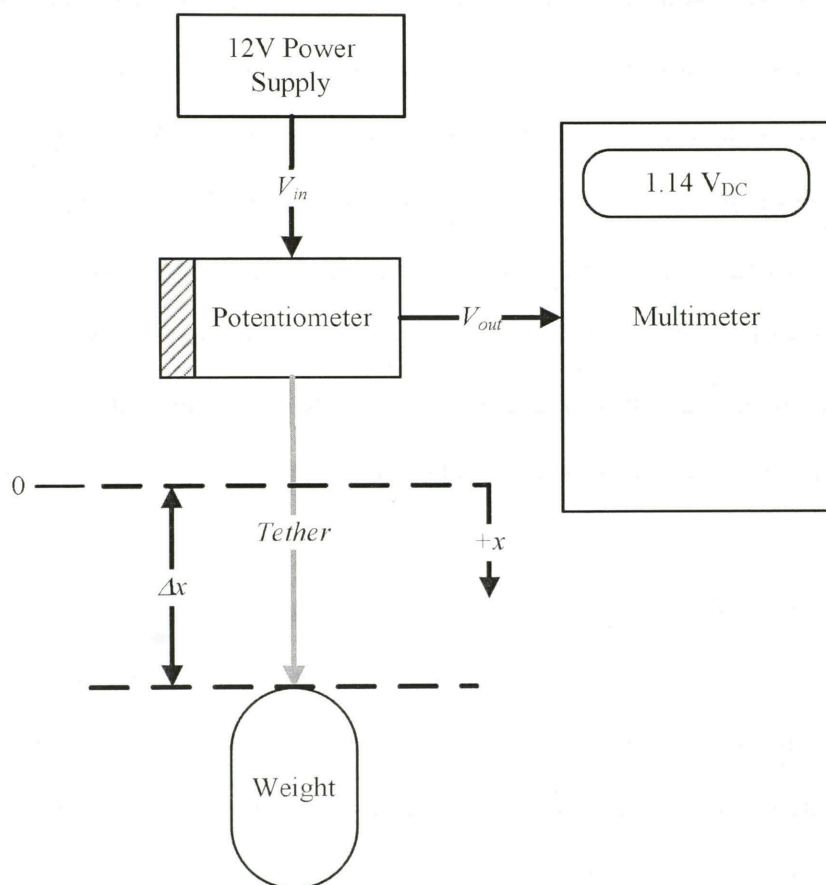 12V Power
Supply
V_in
1.14 V_DC
Potentiometer
V_out
Multimeter
0
Tether
+x
Δx
Weight